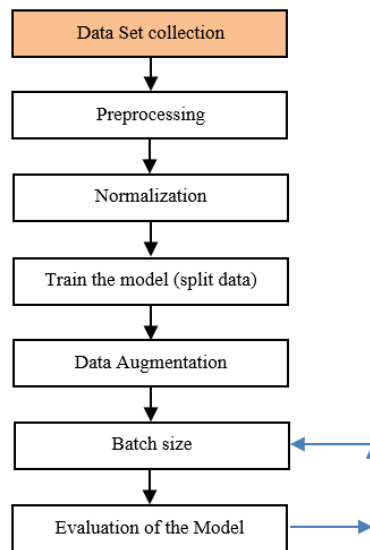 Data Set collection
Preprocessing
Normalization
Train the model (split data)
Data Augmentation
Batch size
Evaluation of the Model